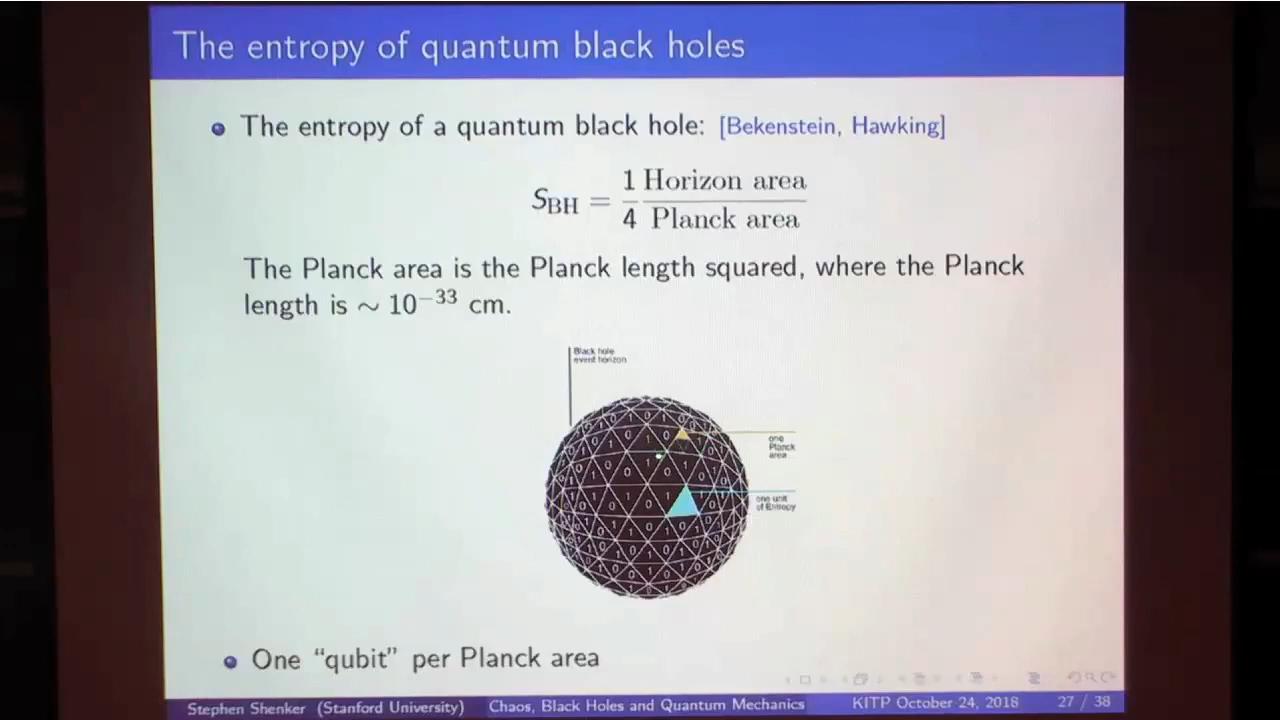 The entropy of quantum black holes
The entropy of a quantum black hole: [Bekenstein, Hawking]
S_BH = 1/4 Horizon area / Planck area
The Planck area is the Planck length squared, where the Planck
length is ∼ 10^−33 cm.
Black hole
event horizon
one
Planck
area
one unit
of Entropy
One “qubit” per Planck area
Stephen Shenker (Stanford University) Chaos, Black Holes and Quantum Mechanics KITP October 24, 2018 27 / 38